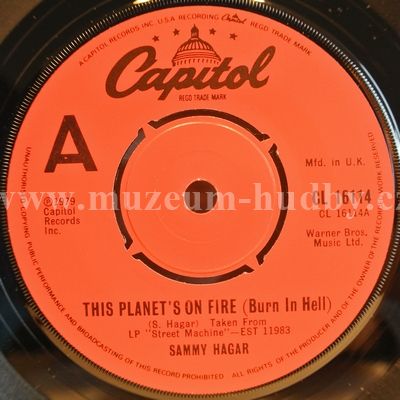 A CAPITOL RECORDS INC. U.S.A RECORDING
REGD TRADE MARK
Capitol
REGD TRADE MARK
A
Mfd. in U.K.
www.muzeum-hudby.cz
℗1979
Capitol
Records
Inc.
CL 16114
CL 16114A
Warner Bros.
Music Ltd.
THIS PLANET'S ON FIRE (Burn In Hell)
(S. Hagar) Taken From
LP "Street Machine"—EST 11983
SAMMY HAGAR
UNAUTHORISED COPYING, PUBLIC PERFORMANCE AND BROADCASTING OF THIS RECORD PROHIBITED
ALL RIGHTS OF THE PRODUCER AND OF THE OWNER OF THE RECORDED WORK RESERVED